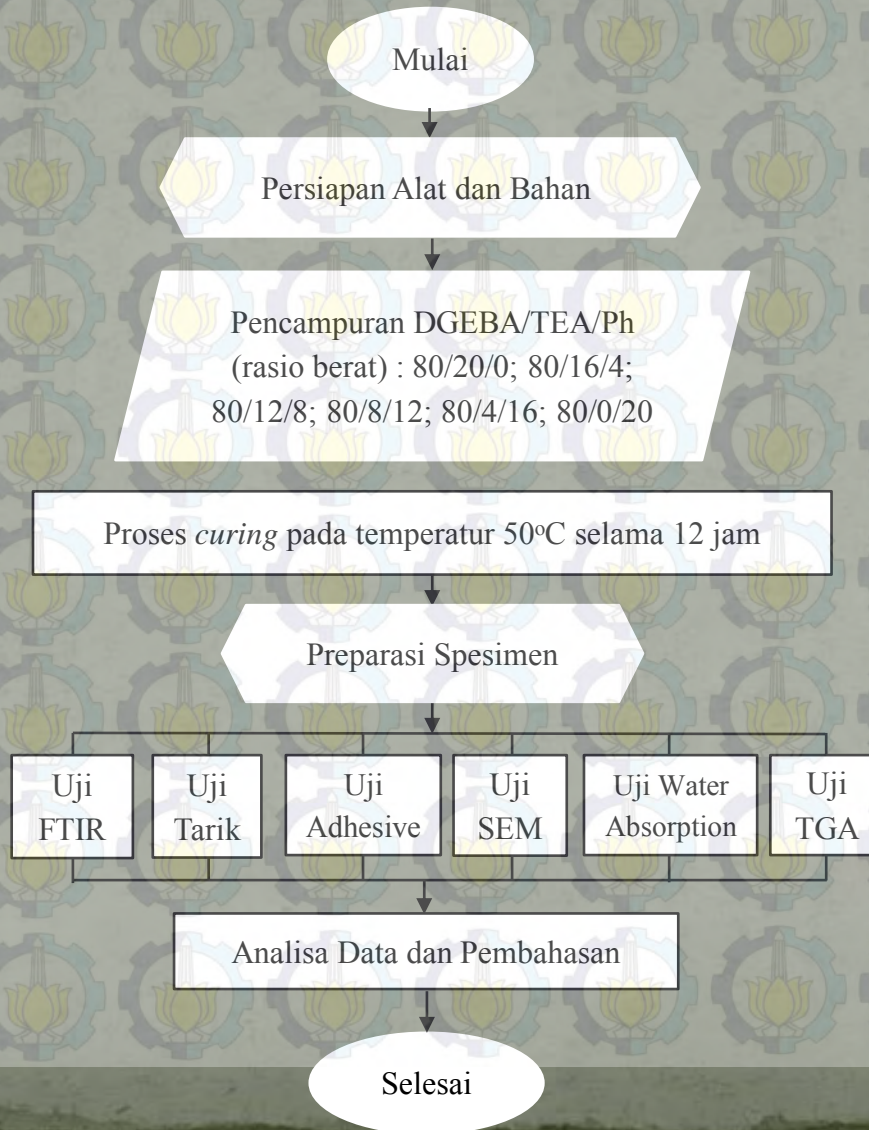 Mulai
Persiapan Alat dan Bahan
Pencampuran DGEBA/TEA/Ph
(rasio berat) : 80/20/0; 80/16/4;
80/12/8; 80/8/12; 80/4/16; 80/0/20
Proses curing pada temperatur 50°C selama 12 jam
Preparasi Spesimen
Uji
FTIR
Uji
Tarik
Uji
Adhesive
Uji
SEM
Uji Water
Absorption
Uji
TGA
Analisa Data dan Pembahasan
Selesai